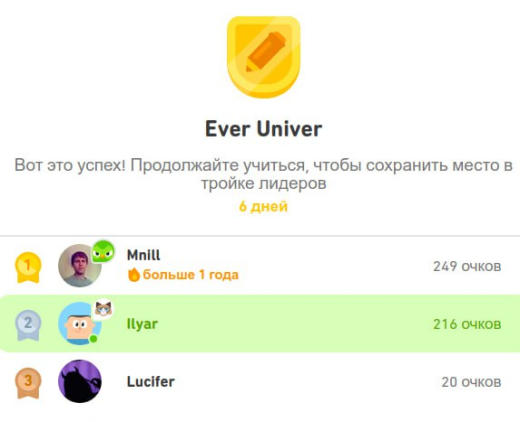 Ever Univer
Вот это успех! Продолжайте учиться, чтобы сохранить место в
тройке лидеров
6 дней
1
Mnill
больше 1 года
249 очков
2
Ilyar
216 очков
3
Lucifer
20 очков